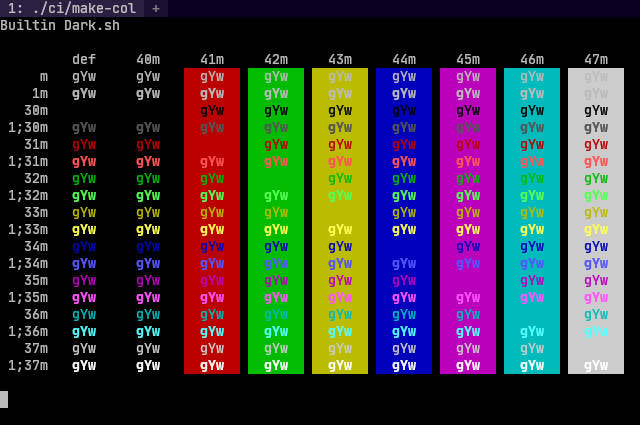 1: ./ci/make-col +
Builtin Dark.sh
def 40m 41m 42m 43m 44m 45m 46m 47m
m gYw gYw gYw gYw gYw gYw gYw gYw gYw
1m gYw gYw gYw gYw gYw gYw gYw gYw gYw
30m gYw gYw gYw gYw gYw gYw gYw
1;30m gYw gYw gYw gYw gYw gYw gYw gYw gYw
31m gYw gYw gYw gYw gYw gYw gYw gYw
1;31m gYw gYw gYw gYw gYw gYw gYw gYw gYw
32m gYw gYw gYw gYw gYw gYw gYw gYw
1;32m gYw gYw gYw gYw gYw gYw gYw gYw gYw
33m gYw gYw gYw gYw gYw gYw gYw gYw
1;33m gYw gYw gYw gYw gYw gYw gYw gYw gYw
34m gYw gYw gYw gYw gYw gYw gYw gYw
1;34m gYw gYw gYw gYw gYw gYw gYw gYw gYw
35m gYw gYw gYw gYw gYw gYw gYw gYw
1;35m gYw gYw gYw gYw gYw gYw gYw gYw gYw
36m gYw gYw gYw gYw gYw gYw gYw gYw
1;36m gYw gYw gYw gYw gYw gYw gYw gYw gYw
37m gYw gYw gYw gYw gYw gYw gYw gYw
1;37m gYw gYw gYw gYw gYw gYw gYw gYw gYw